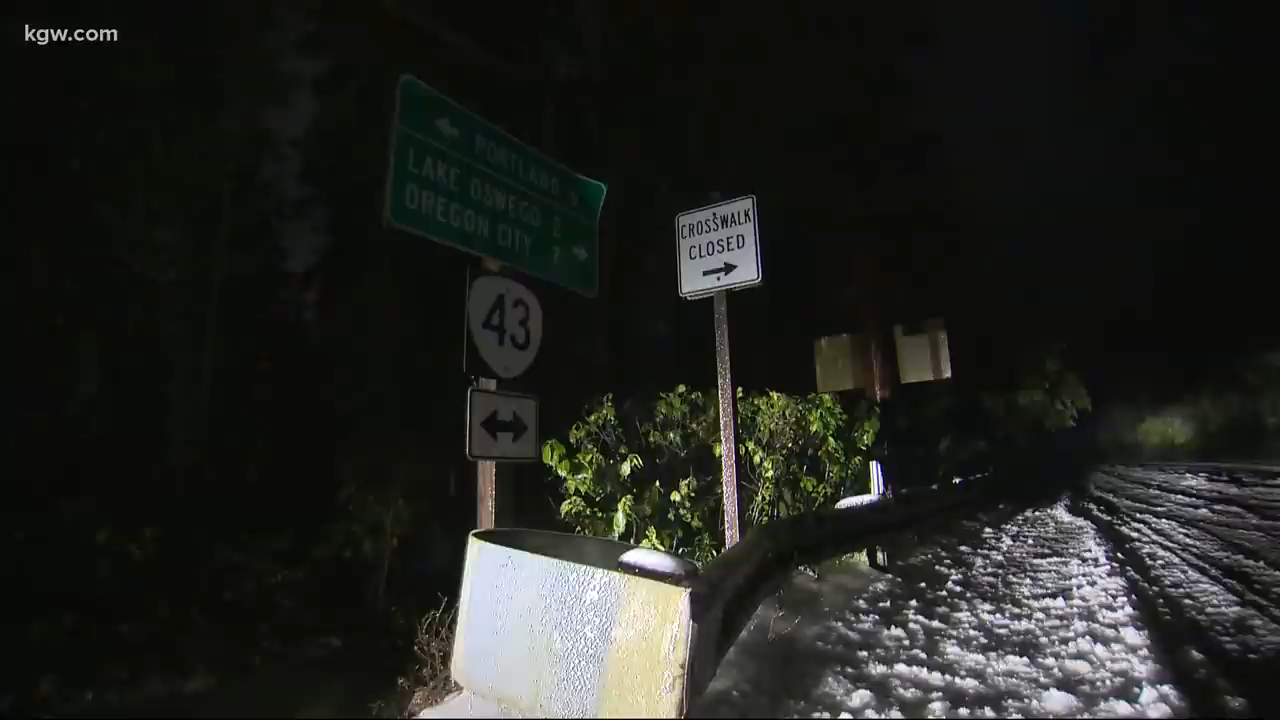 kgw.com
PORTLAND
LAKE OSWEGO 2
OREGON CITY 7
43
CROSSWALK
CLOSED